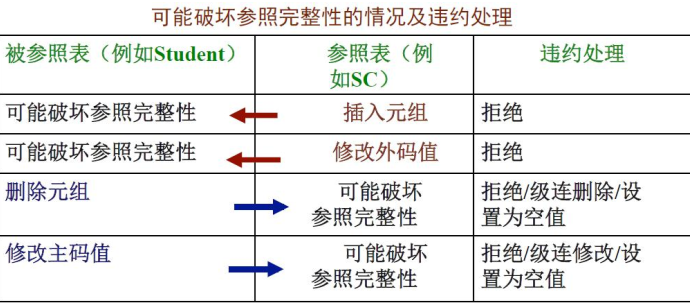 可能破坏参照完整性的情况及违约处理
被参照表（例如Student）
参照表（例
如SC）
违约处理
可能破坏参照完整性
插入元组
拒绝
可能破坏参照完整性
修改外码值
拒绝
删除元组
可能破坏
参照完整性
拒绝/级连删除/设
置为空值
修改主码值
可能破坏
参照完整性
拒绝/级连修改/设
置为空值